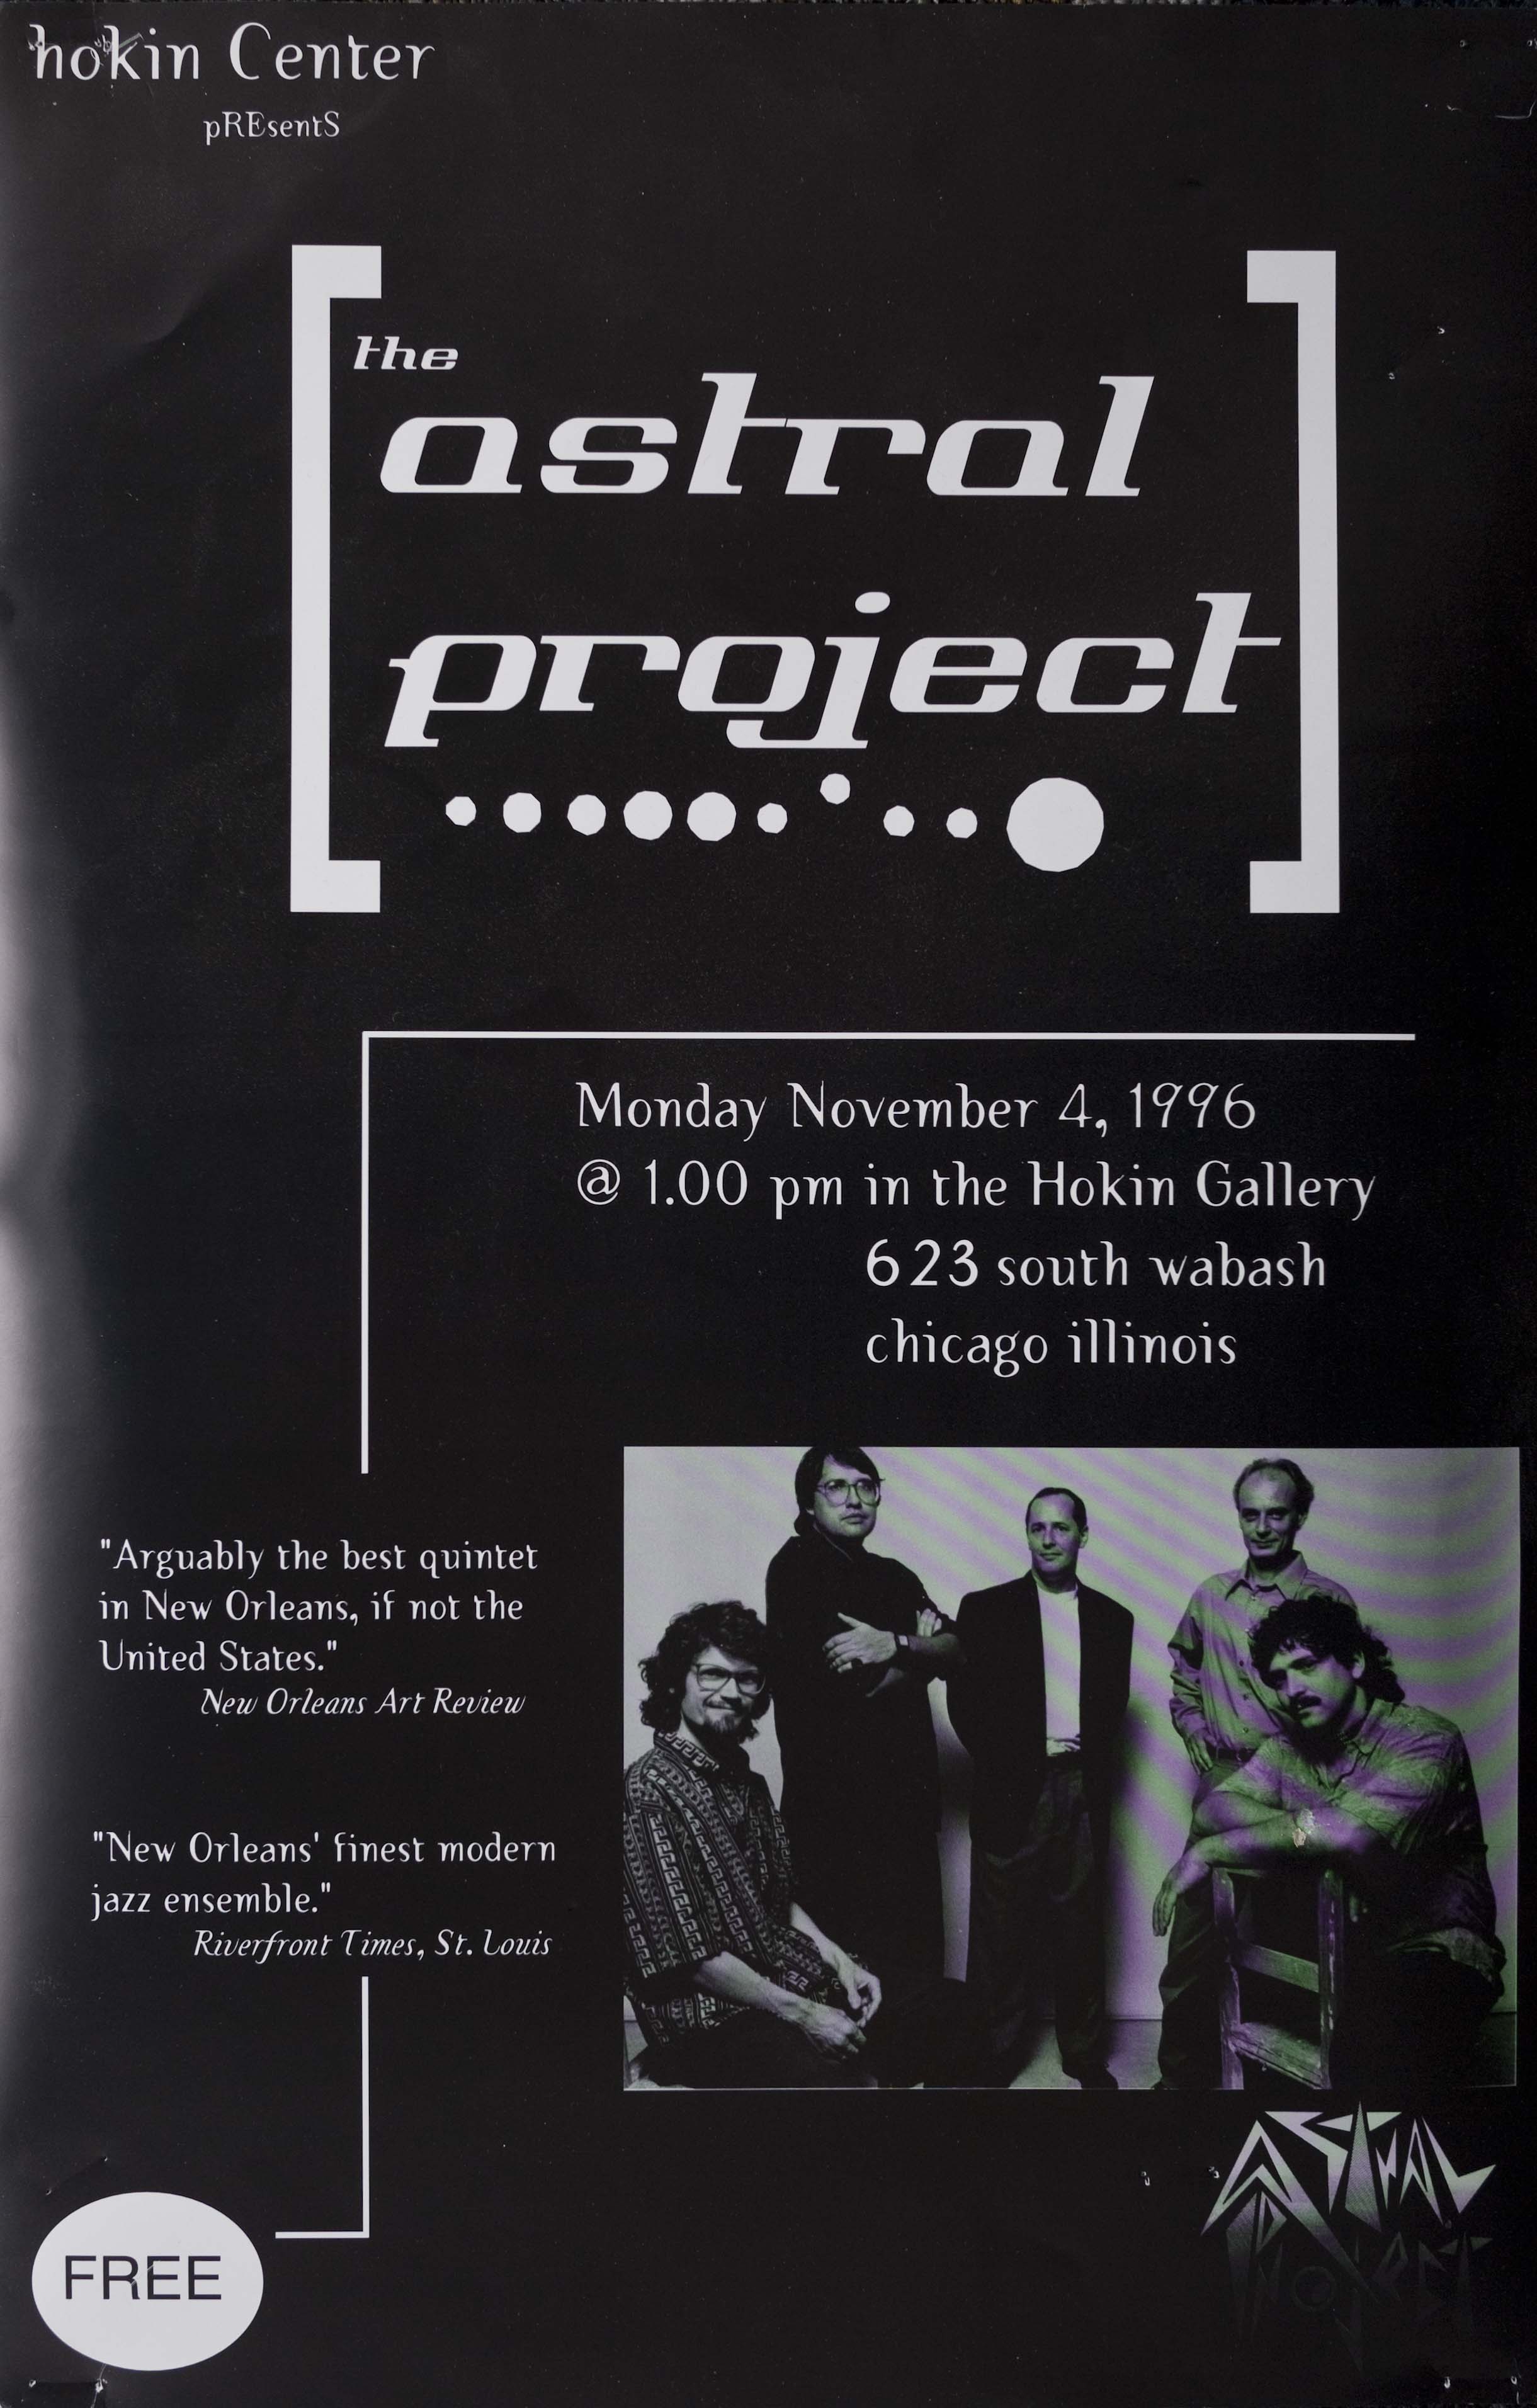 hokin Center
pREsentS
the
astral
project
Monday November 4, 1996
@ 1.00 pm in the Hokin Gallery
623 south wabash
chicago illinois
"Arguably the best quintet
in New Orleans, if not the
United States."
New Orleans Art Review
"New Orleans' finest modern
jazz ensemble."
Riverfront Times, St. Louis
ASTRAL
PROJECT
FREE